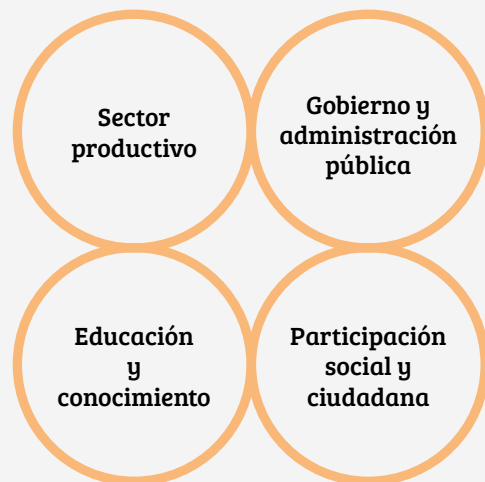 Sector
productivo
Gobierno y
administración
pública
Educación
y
conocimiento
Participación
social y
ciudadana